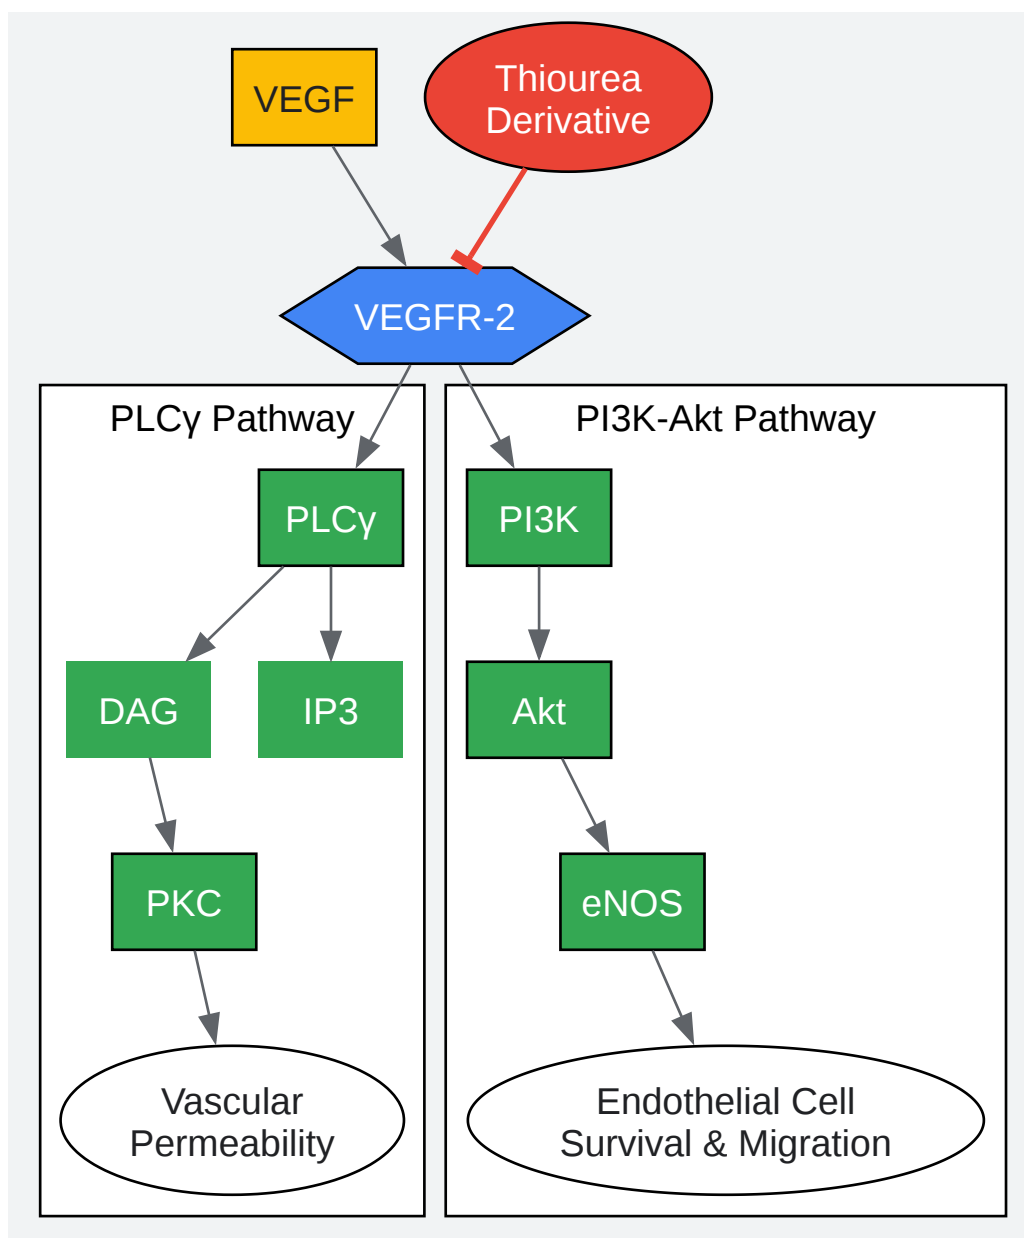 VEGF
Thiourea
Derivative
VEGFR-2
PLCγ Pathway
PI3K-Akt Pathway
PLCγ
PI3K
DAG
IP3
Akt
PKC
eNOS
Vascular
Permeability
Endothelial Cell
Survival & Migration